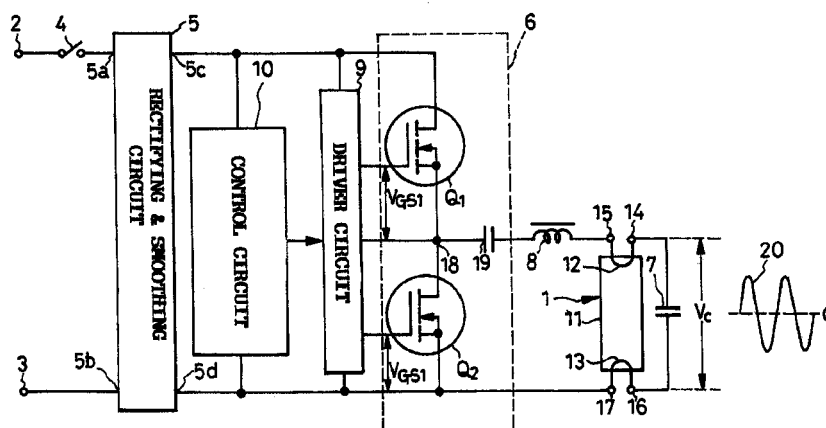 2
4
5
5a
5c
RECTIFYING & SMOOTHING
CIRCUIT
10
CONTROL CIRCUIT
9
DRIVER CIRCUIT
6
VGS1
Q1
18
19
8
15
14
12
1
11
7
Vc
20
0
13
VGS1
Q2
3
5b
5d
17
16